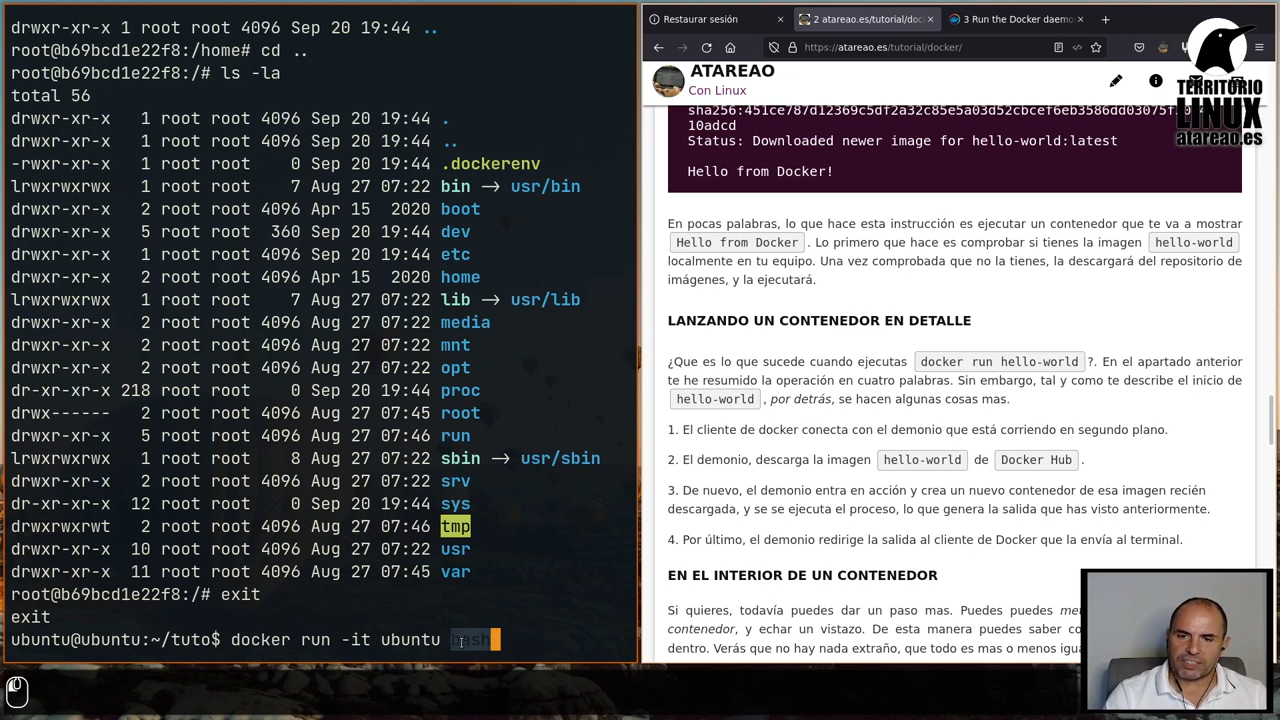 drwxr-xr-x 1 root root 4096 Sep 20 19:44 ..
root@b69bcd1e22f8:/home# cd ..
root@b69bcd1e22f8:/# ls -la
total 56
drwxr-xr-x 1 root root 4096 Sep 20 19:44 .
drwxr-xr-x 1 root root 4096 Sep 20 19:44 ..
-rwxr-xr-x 1 root root 0 Sep 20 19:44 .dockerenv
lrwxrwxrwx 1 root root 7 Aug 27 07:22 bin -> usr/bin
drwxr-xr-x 2 root root 4096 Apr 15 2020 boot
drwxr-xr-x 5 root root 360 Sep 20 19:44 dev
drwxr-xr-x 1 root root 4096 Sep 20 19:44 etc
drwxr-xr-x 2 root root 4096 Apr 15 2020 home
lrwxrwxrwx 1 root root 7 Aug 27 07:22 lib -> usr/lib
drwxr-xr-x 2 root root 4096 Aug 27 07:22 media
drwxr-xr-x 2 root root 4096 Aug 27 07:22 mnt
drwxr-xr-x 2 root root 4096 Aug 27 07:22 opt
dr-xr-xr-x 218 root root 0 Sep 20 19:44 proc
drwx------ 2 root root 4096 Aug 27 07:45 root
drwxr-xr-x 5 root root 4096 Aug 27 07:46 run
lrwxrwxrwx 1 root root 8 Aug 27 07:22 sbin -> usr/sbin
drwxr-xr-x 2 root root 4096 Aug 27 07:22 srv
dr-xr-xr-x 12 root root 0 Sep 20 19:44 sys
drwxrwxrwt 2 root root 4096 Aug 27 07:46 tmp
drwxr-xr-x 10 root root 4096 Aug 27 07:22 usr
drwxr-xr-x 11 root root 4096 Aug 27 07:45 var
root@b69bcd1e22f8:/# exit
exit
ubuntu@ubuntu:~/tuto$ docker run -it ubuntu bash
Restaurar sesión
2 atareao.es/tutorial/doc
3 Run the Docker daemo
https://atareao.es/tutorial/docker/
ATAREAO
Con Linux
TERRITORIO
LINUX
atareao.es
10adcd
Status: Downloaded newer image for hello-world:latest
Hello from Docker!
En pocas palabras, lo que hace esta instrucción es ejecutar un contenedor que te va a mostrar
Hello from Docker . Lo primero que hace es comprobar si tienes la imagen hello-world
localmente en tu equipo. Una vez comprobada que no la tienes, la descargará del repositorio de
imágenes, y la ejecutará.
LANZANDO UN CONTENEDOR EN DETALLE
¿Que es lo que sucede cuando ejecutas docker run hello-world ?. En el apartado anterior
te he resumido la operación en cuatro palabras. Sin embargo, tal y como te describe el inicio de
hello-world , por detrás, se hacen algunas cosas mas.
1. El cliente de docker conecta con el demonio que está corriendo en segundo plano.
2. El demonio, descarga la imagen hello-world de Docker Hub .
3. De nuevo, el demonio entra en acción y crea un nuevo contenedor de esa imagen recién
descargada, y se se ejecuta el proceso, lo que genera la salida que has visto anteriormente.
4. Por último, el demonio redirige la salida al cliente de Docker que la envía al terminal.
EN EL INTERIOR DE UN CONTENEDOR
Si quieres, todavía puedes dar un paso mas. Puedes puedes
contenedor, y echar un vistazo. De esta manera puedes saber
dentro. Verás que no hay nada extraño, que todo es mas o menos